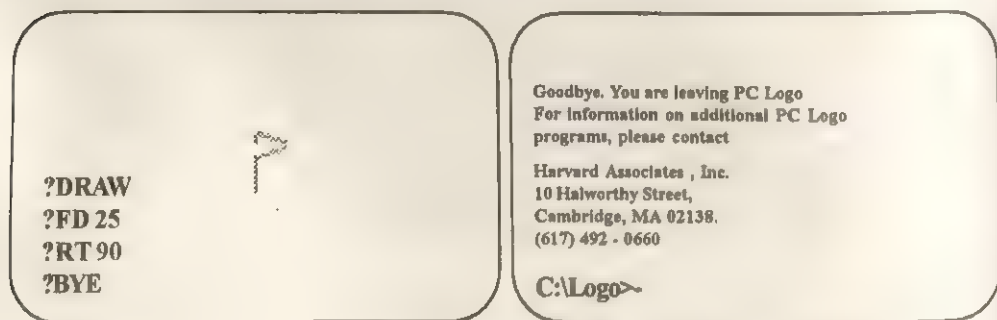 ?DRAW
?FD 25
?RT 90
?BYE
Goodbye. You are leaving PC Logo
For information on additional PC Logo
programs, please contact
Harvard Associates , Inc.
10 Halworthy Street,
Cambridge, MA 02138.
(617) 492 - 0660
C:\Logo>-